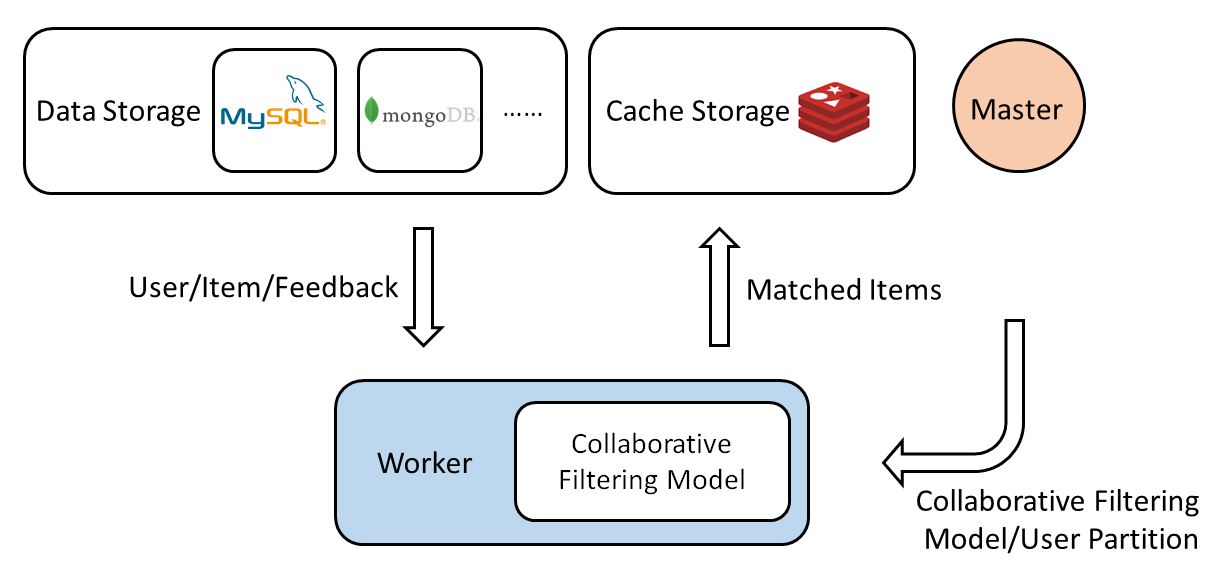 Data Storage
MySQL®
mongoDB.
......
Cache Storage
Master
User/Item/Feedback
Matched Items
Worker
Collaborative
Filtering Model
Collaborative Filtering
Model/User Partition